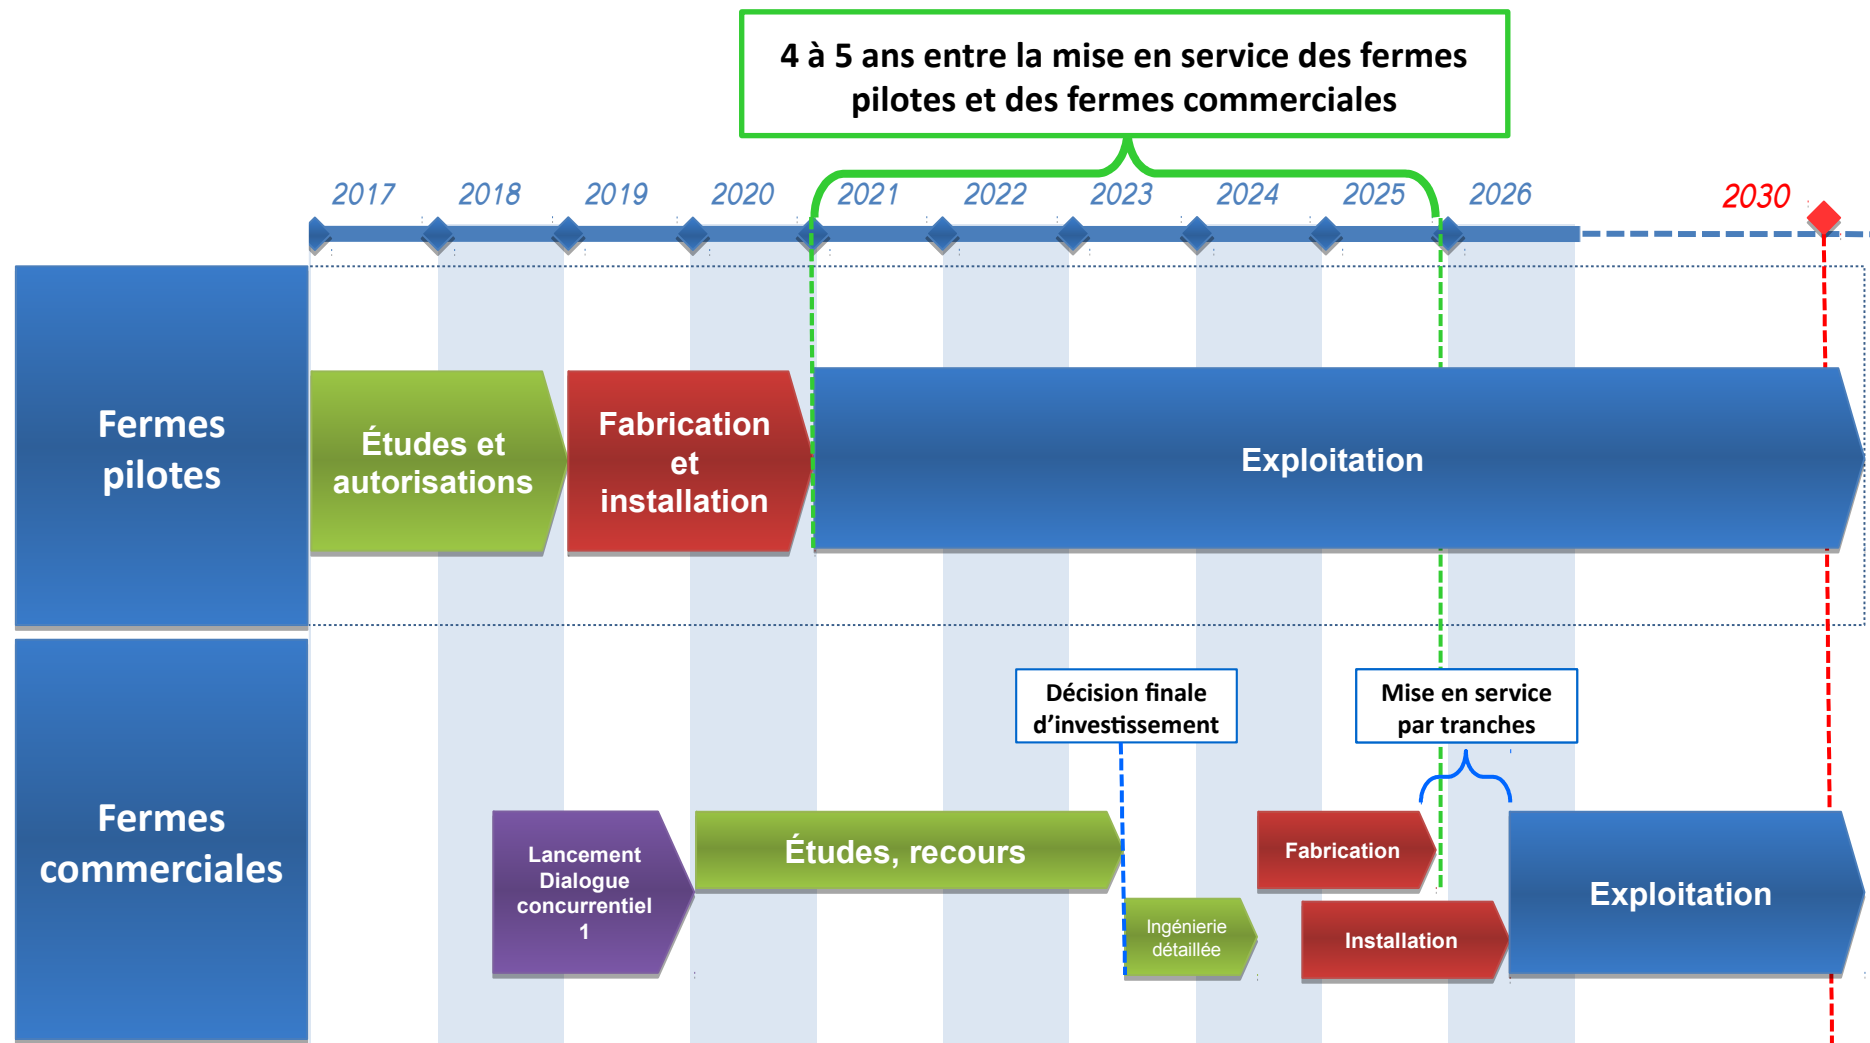 4 à 5 ans entre la mise en service des fermes
pilotes et des fermes commerciales
2017
2018
2019
2020
2021
2022
2023
2024
2025
2026
2030
Fermes
pilotes
Études et
autorisations
Fabrication
et
installation
Exploitation
Fermes
commerciales
Décision finale
d’investissement
Mise en service
par tranches
Lancement
Dialogue
concurrentiel
1
Études, recours
Ingénierie
détaillée
Fabrication
Installation
Exploitation